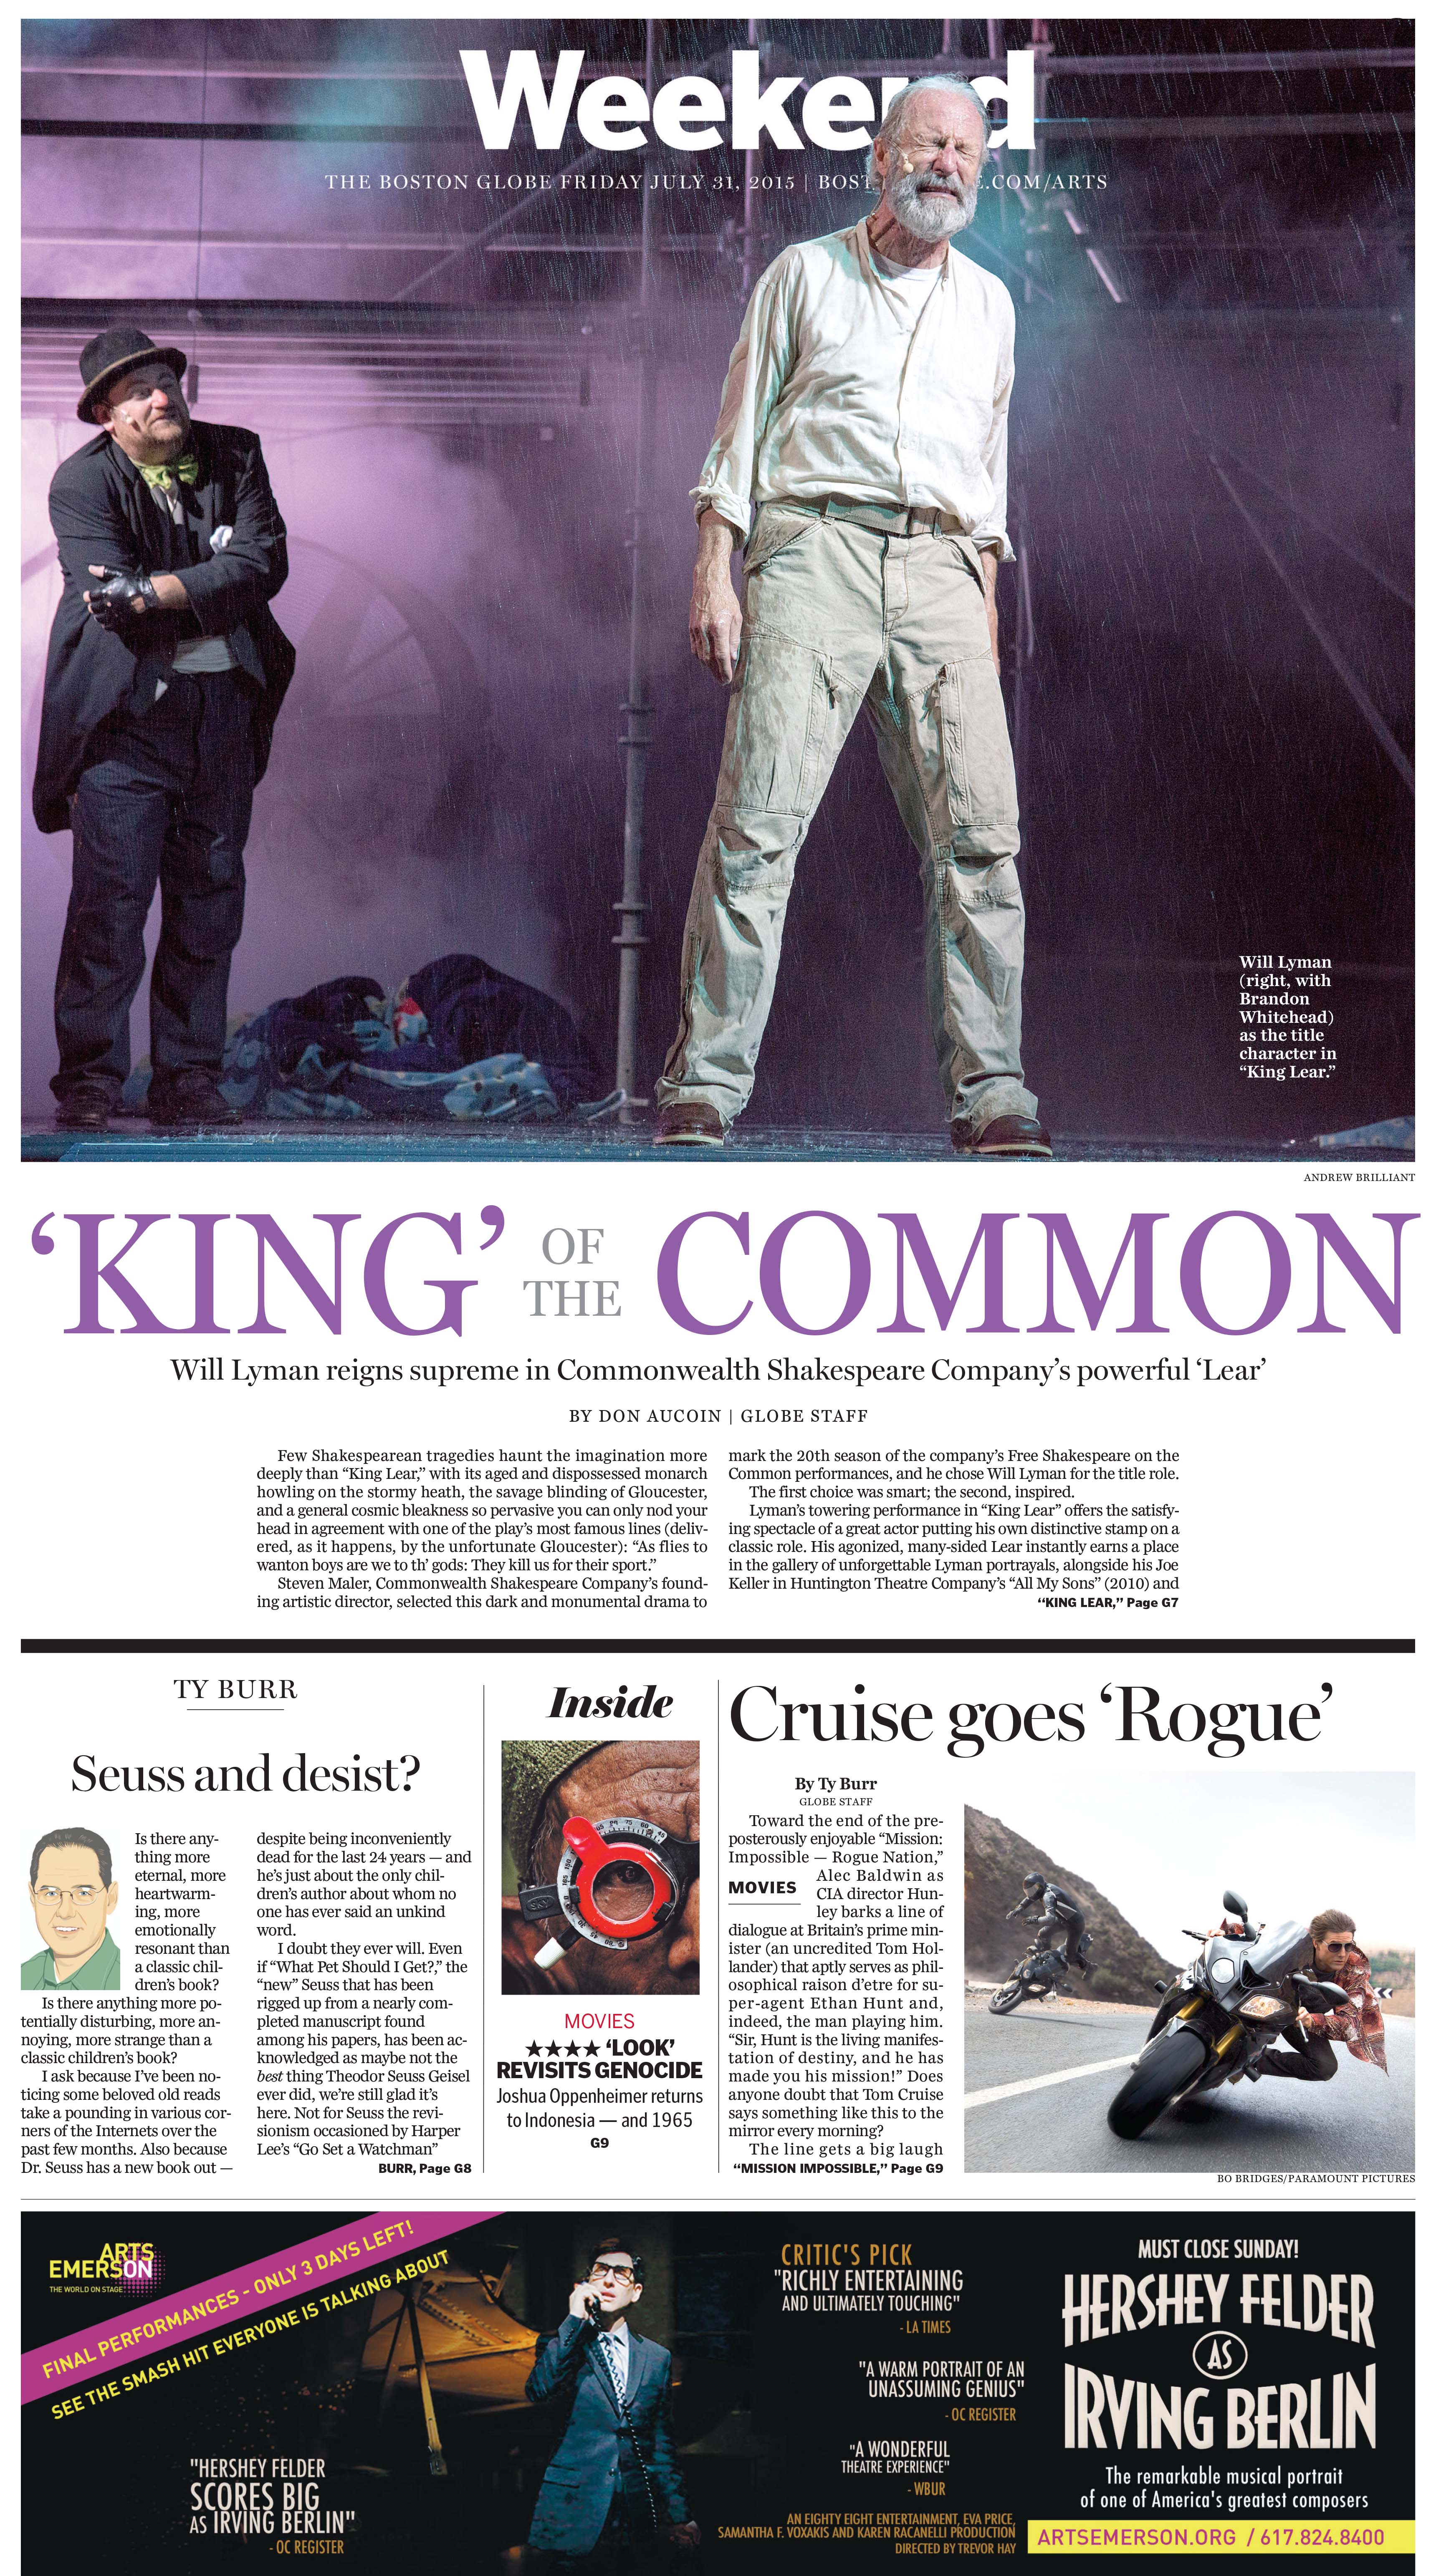 Weekend
THE BOSTON GLOBE FRIDAY JULY 31, 2015 | BOST E.COM/ARTS
Will Lyman
(right, with
Brandon
Whitehead)
as the title
character in
“King Lear.”
ANDREW BRILLIANT
‘KING’ OF THE COMMON
Will Lyman reigns supreme in Commonwealth Shakespeare Company’s powerful ‘Lear’
BY DON AUCOIN | GLOBE STAFF
Few Shakespearean tragedies haunt the imagination more
deeply than “King Lear,” with its aged and dispossessed monarch
howling on the stormy heath, the savage blinding of Gloucester,
and a general cosmic bleakness so pervasive you can only nod your
head in agreement with one of the play’s most famous lines (deliv-
ered, as it happens, by the unfortunate Gloucester): “As flies to
wanton boys are we to th’ gods: They kill us for their sport.”
Steven Maler, Commonwealth Shakespeare Company’s found-
ing artistic director, selected this dark and monumental drama to
mark the 20th season of the company’s Free Shakespeare on the
Common performances, and he chose Will Lyman for the title role.
The first choice was smart; the second, inspired.
Lyman’s towering performance in “King Lear” offers the satisfy-
ing spectacle of a great actor putting his own distinctive stamp on a
classic role. His agonized, many-sided Lear instantly earns a place
in the gallery of unforgettable Lyman portrayals, alongside his Joe
Keller in Huntington Theatre Company’s “All My Sons” (2010) and
“KING LEAR,” Page G7
TY BURR
Seuss and desist?
Is there any-
thing more
eternal, more
heartwarm-
ing, more
emotionally
resonant than
a classic chil-
dren’s book?
Is there anything more po-
tentially disturbing, more an-
noying, more strange than a
classic children’s book?
I ask because I’ve been no-
ticing some beloved old reads
take a pounding in various cor-
ners of the Internets over the
past few months. Also because
Dr. Seuss has a new book out —
despite being inconveniently
dead for the last 24 years — and
he’s just about the only chil-
dren’s author about whom no
one has ever said an unkind
word.
I doubt they ever will. Even
if “What Pet Should I Get?,” the
“new” Seuss that has been
rigged up from a nearly com-
pleted manuscript found
among his papers, has been ac-
knowledged as maybe not the
best thing Theodor Seuss Geisel
ever did, we’re still glad it’s
here. Not for Seuss the revi-
sionism occasioned by Harper
Lee’s “Go Set a Watchman”
BURR, Page G8
Inside
MOVIES
★★★★ ‘LOOK’
REVISITS GENOCIDE
Joshua Oppenheimer returns
to Indonesia — and 1965
G9
Cruise goes ‘Rogue’
By Ty Burr
GLOBE STAFF
Toward the end of the pre-
posterously enjoyable “Mission:
Impossible — Rogue Nation,”
MOVIES
Alec Baldwin as
CIA director Hun-
ley barks a line of
dialogue at Britain’s prime min-
ister (an uncredited Tom Hol-
lander) that aptly serves as phil-
osophical raison d’etre for su-
per-agent Ethan Hunt and,
indeed, the man playing him.
“Sir, Hunt is the living manifes-
tation of destiny, and he has
made you his mission!” Does
anyone doubt that Tom Cruise
says something like this to the
mirror every morning?
The line gets a big laugh
“MISSION IMPOSSIBLE,” Page G9
BO BRIDGES/PARAMOUNT PICTURES
ARTS
EMERSON
THE WORLD ON STAGE
FINAL PERFORMANCES - ONLY 3 DAYS LEFT!
SEE THE SMASH HIT EVERYONE IS TALKING ABOUT
"HERSHEY FELDER
SCORES BIG
AS IRVING BERLIN"
- OC REGISTER
CRITIC'S PICK
"RICHLY ENTERTAINING
AND ULTIMATELY TOUCHING"
- LA TIMES
"A WARM PORTRAIT OF AN
UNASSUMING GENIUS"
- OC REGISTER
"A WONDERFUL
THEATRE EXPERIENCE"
- WBUR
AN EIGHTY EIGHT ENTERTAINMENT, EVA PRICE,
SAMANTHA F. VOXAKIS AND KAREN RACANELLI PRODUCTION
DIRECTED BY TREVOR HAY
MUST CLOSE SUNDAY!
HERSHEY FELDER
AS
IRVING BERLIN
The remarkable musical portrait
of one of America's greatest composers
ARTSEMERSON.ORG / 617.824.8400